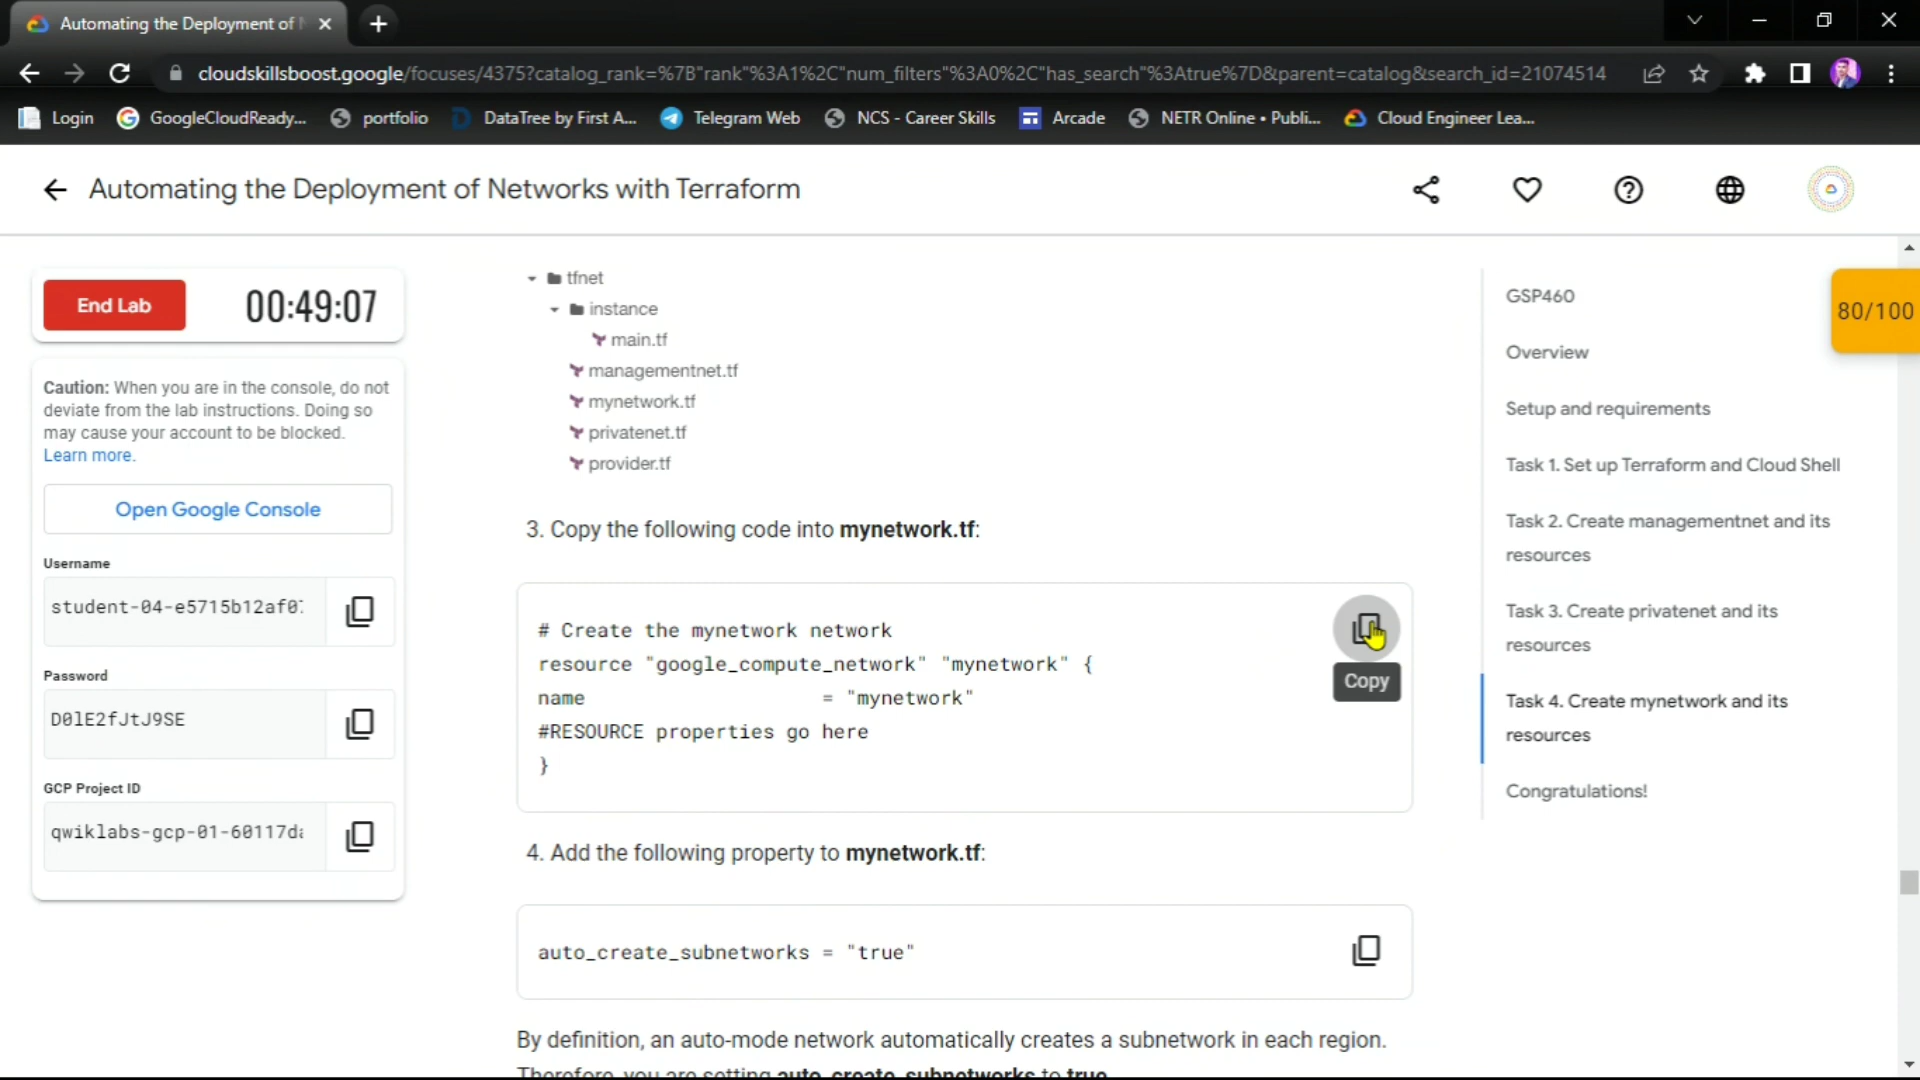 Automating the Deployment of
cloudskillsboost.google/focuses/4375?catalog_rank=%7B"rank"%3A1%2C"num_filters"%3A0%2C"has_search"%3Atrue%7D&parent=catalog&search_id=21074514
Login
GoogleCloudReady...
portfolio
DataTree by First A...
Telegram Web
NCS - Career Skills
Arcade
NETR Online • Publi...
Cloud Engineer Lea...
Automating the Deployment of Networks with Terraform
End Lab
00:49:07
Caution: When you are in the console, do not
deviate from the lab instructions. Doing so
may cause your account to be blocked.
Learn more.
Open Google Console
Username
student-04-e5715b12af0
Password
D0lE2fJtJ9SE
GCP Project ID
qwiklabs-gcp-01-60117d
tfnet
instance
main.tf
managementnet.tf
mynetwork.tf
privatenet.tf
provider.tf
3. Copy the following code into mynetwork.tf:
# Create the mynetwork network
resource "google_compute_network" "mynetwork" {
name = "mynetwork"
#RESOURCE properties go here
}
Copy
4. Add the following property to mynetwork.tf:
auto_create_subnetworks = "true"
By definition, an auto-mode network automatically creates a subnetwork in each region.
Therefore, you are setting auto_create_subnetworks to true
GSP460
Overview
Setup and requirements
Task 1. Set up Terraform and Cloud Shell
Task 2. Create managementnet and its
resources
Task 3. Create privatenet and its
resources
Task 4. Create mynetwork and its
resources
Congratulations!
80/100